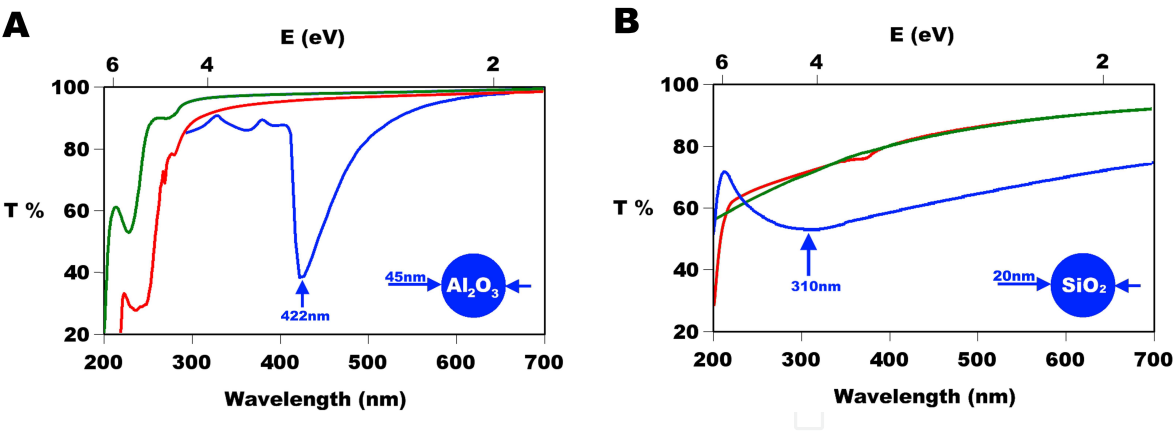 A
E (eV)
6 4 2
100
80
60
40
20
T %
45nm
Al2O3
422nm
200 300 400 500 600 700
Wavelength (nm)
B
E (eV)
6 4 2
100
80
60
40
20
T %
20nm
SiO2
310nm
200 300 400 500 600 700
Wavelength (nm)